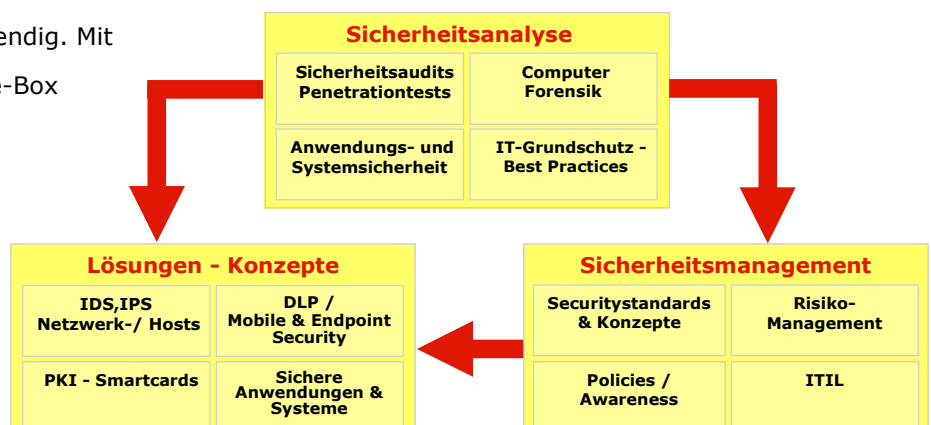 endig. Mit
e-Box
Sicherheitsanalyse
Sicherheitsaudits
Penetrationtests
Computer
Forensik
Anwendungs- und
Systemsicherheit
IT-Grundschutz -
Best Practices
Lösungen - Konzepte
IDS,IPS
Netzwerk-/ Hosts
DLP /
Mobile & Endpoint
Security
PKI - Smartcards
Sichere
Anwendungen &
Systeme
Sicherheitsmanagement
Securitystandards
& Konzepte
Risiko-
Management
Policies /
Awareness
ITIL